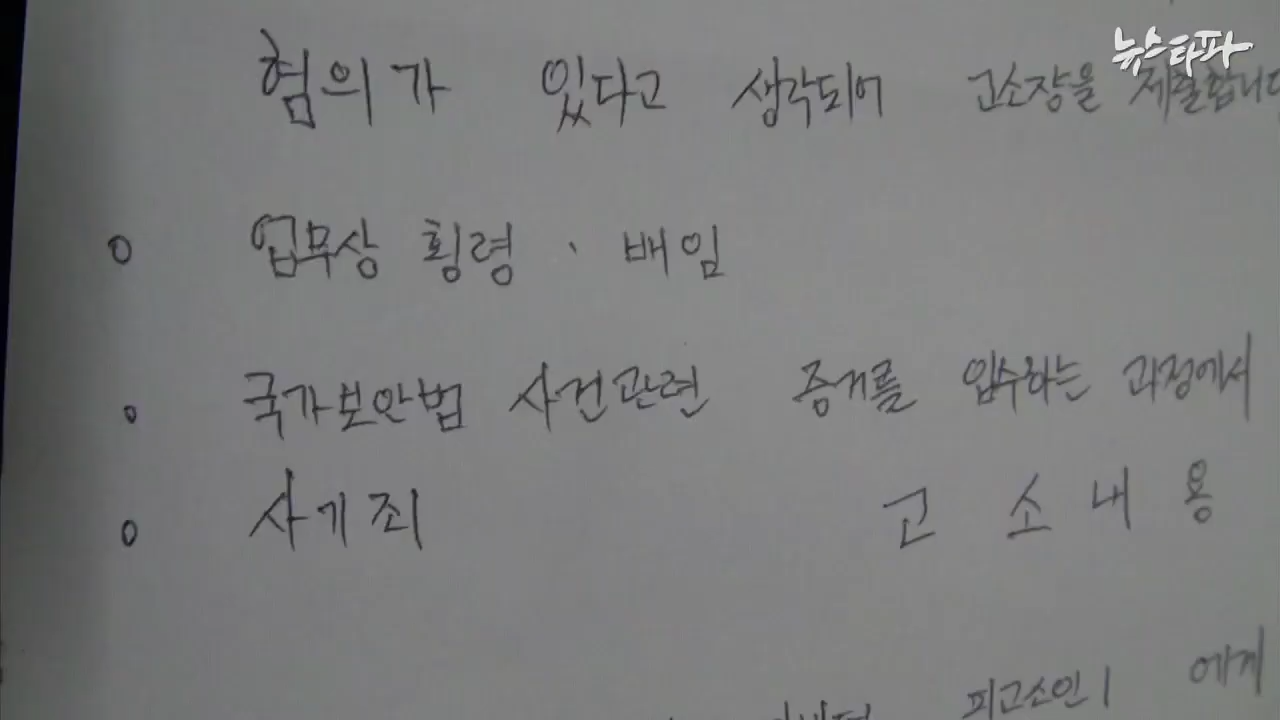 뉴스타파
혐의가 있다고 생각되어 고소장을 제출합니다
o 업무상 횡령 · 배임
o 국가보안법 사건관련 증거를 입수하는 과정에서
o 사기죄 고소내용
에게
피고소인1